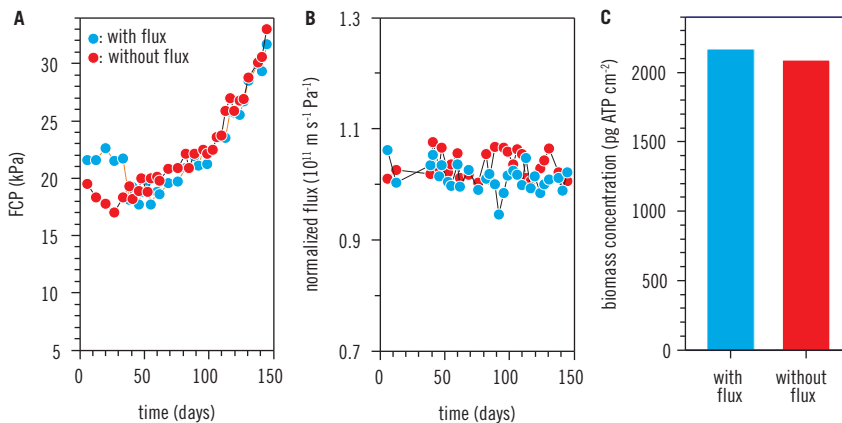 A
FCP (kPa)
30
25
20
15
10
5
: with flux
: without flux
0
50
100
150
time (days)
B
normalized flux (10¹¹ m s⁻¹ Pa⁻¹)
1.3
1.1
0.9
0.7
0
50
100
150
time (days)
C
biomass concentration (pg ATP cm⁻²)
2000
1500
1000
500
0
with
flux
without
flux